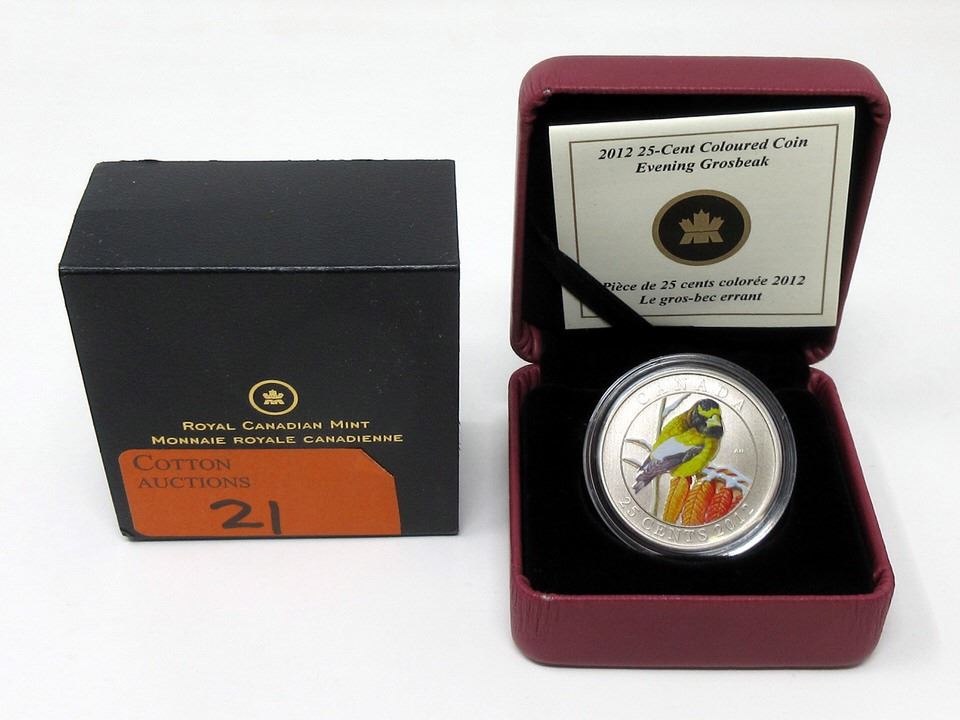 ROYAL CANADIAN MINT
MONNAIE ROYALE CANADIENNE
COTTON
AUCTIONS
21
2012 25-Cent Coloured Coin
Evening Grosbeak
Pièce de 25 cents colorée 2012
Le gros-bec errant
CANADA
AH
25 CENTS 2012